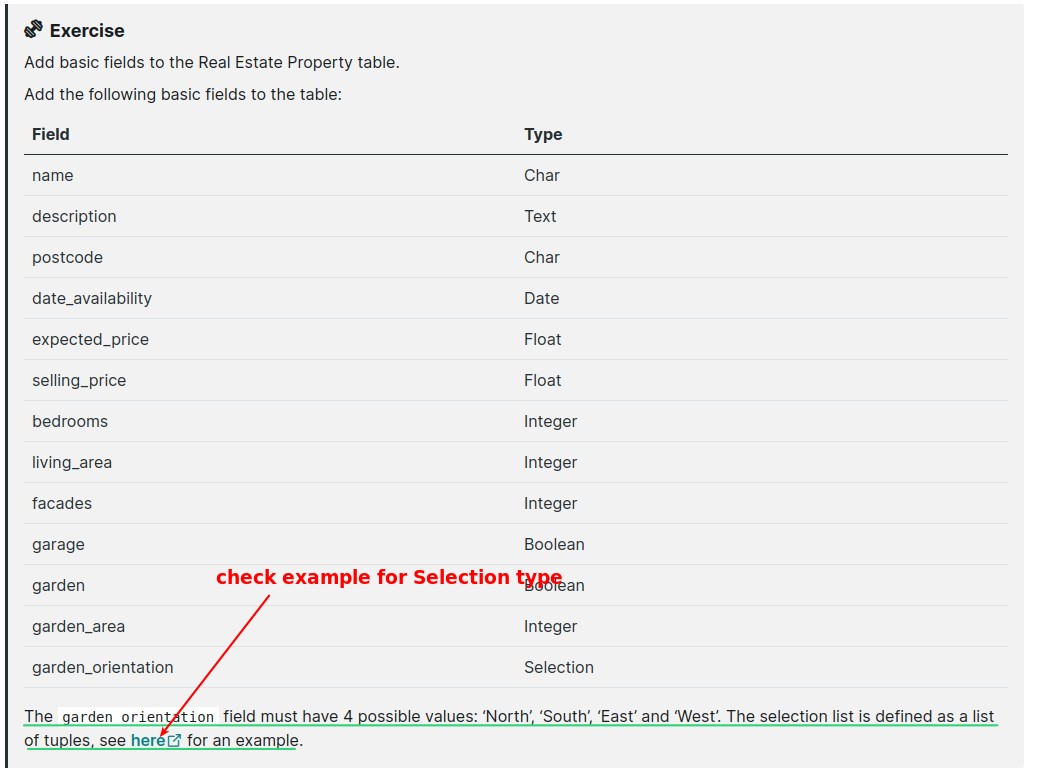 Exercise
Add basic fields to the Real Estate Property table.
Add the following basic fields to the table:
Field Type
name Char
description Text
postcode Char
date_availability Date
expected_price Float
selling_price Float
bedrooms Integer
living_area Integer
facades Integer
garage Boolean
check example for Selection type
garden Boolean
garden_area Integer
garden_orientation Selection
The garden_orientation field must have 4 possible values: ‘North’, ‘South’, ‘East’ and ‘West’. The selection list is defined as a list
of tuples, see here for an example.